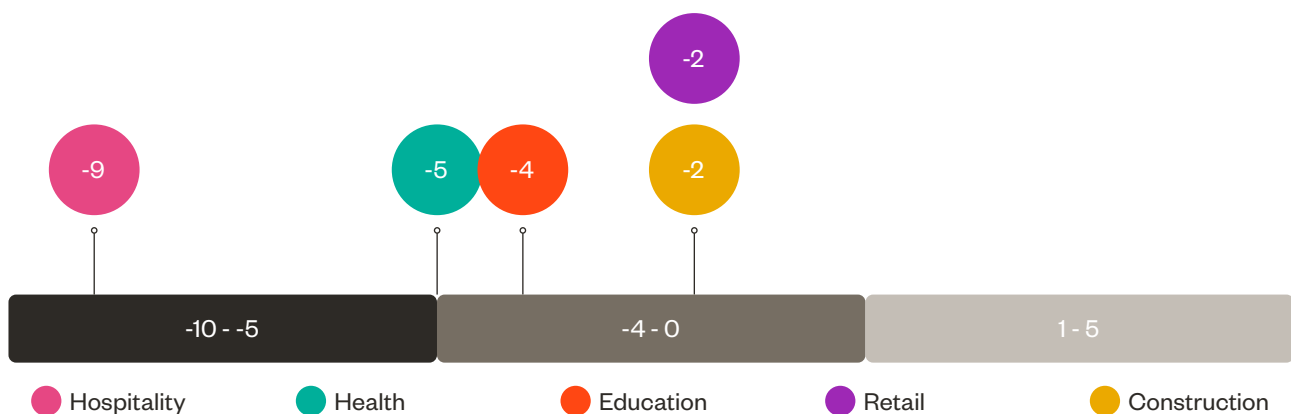 -2
-9
-5
-4
-2
-10 - -5
-4 - 0
1 - 5
Hospitality
Health
Education
Retail
Construction